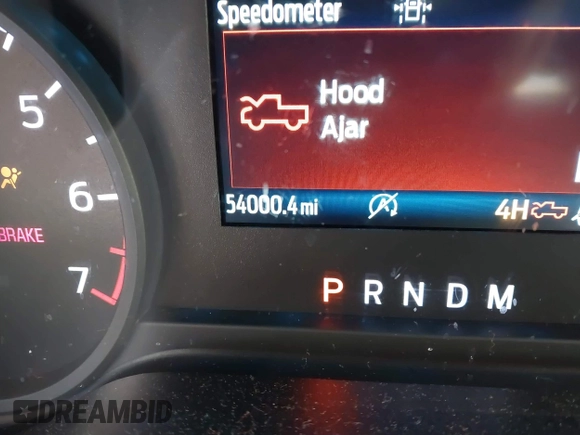 Speedometer
Hood
Ajar
5
6
BRAKE
7
54000.4 mi
4H
P R N D M
DREAMBID